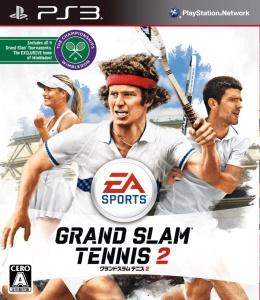 PS3
PlayStation Network
Includes all 4
Grand Slam Tournaments.
The EXCLUSIVE home
of Wimbledon!
THE CHAMPIONSHIPS
WIMBLEDON
EA
SPORTS
GRAND SLAM
TENNIS 2
グランドスラム テニス 2
CERO
A